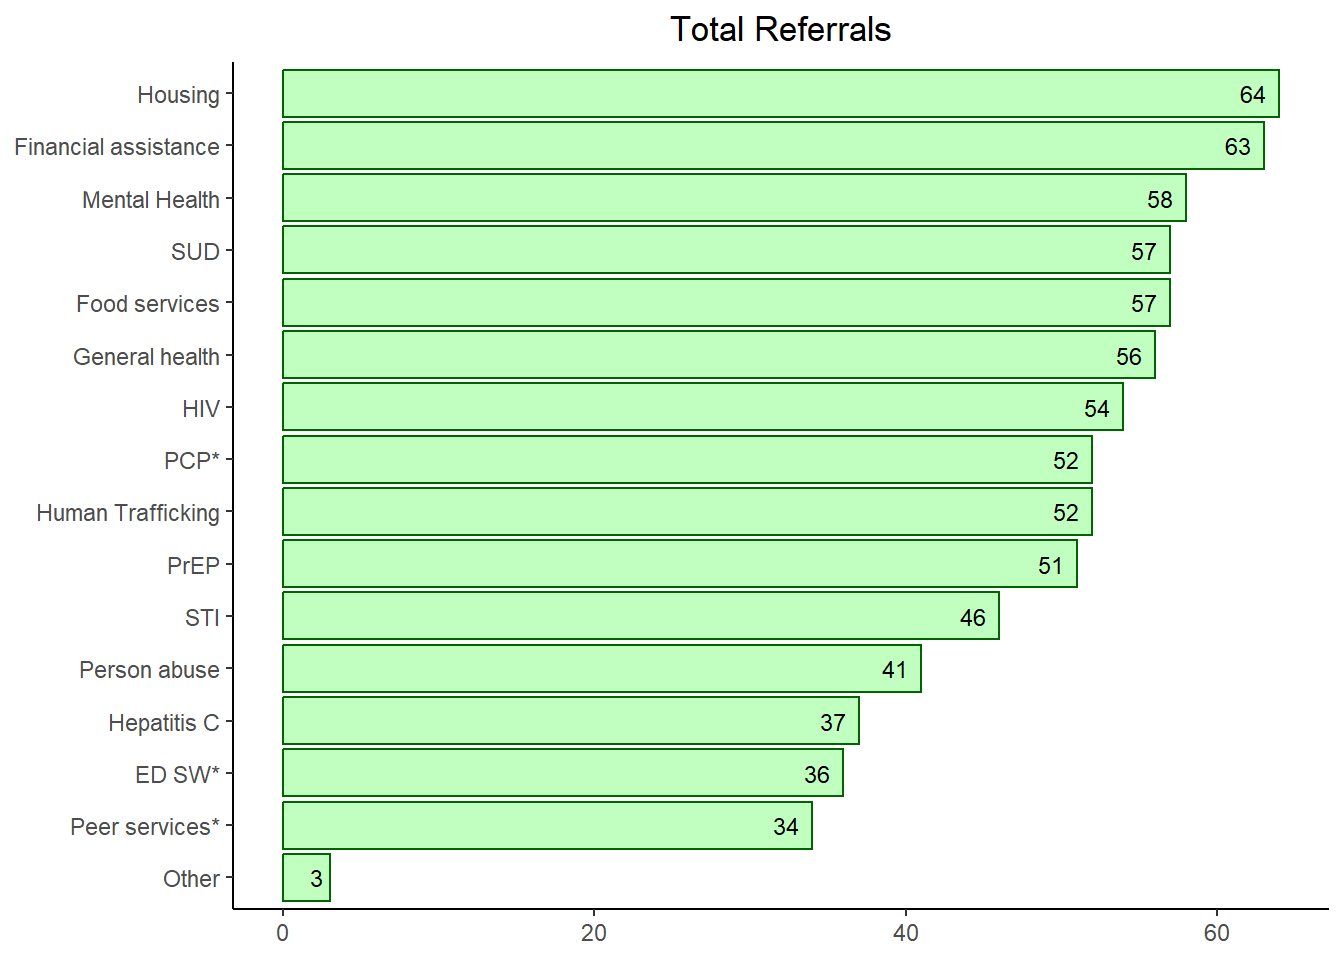 Total Referrals
Housing 64
Financial assistance 63
Mental Health 58
SUD 57
Food services 57
General health 56
HIV 54
PCP* 52
Human Trafficking 52
PrEP 51
STI 46
Person abuse 41
Hepatitis C 37
ED SW* 36
Peer services* 34
Other 3
0 20 40 60